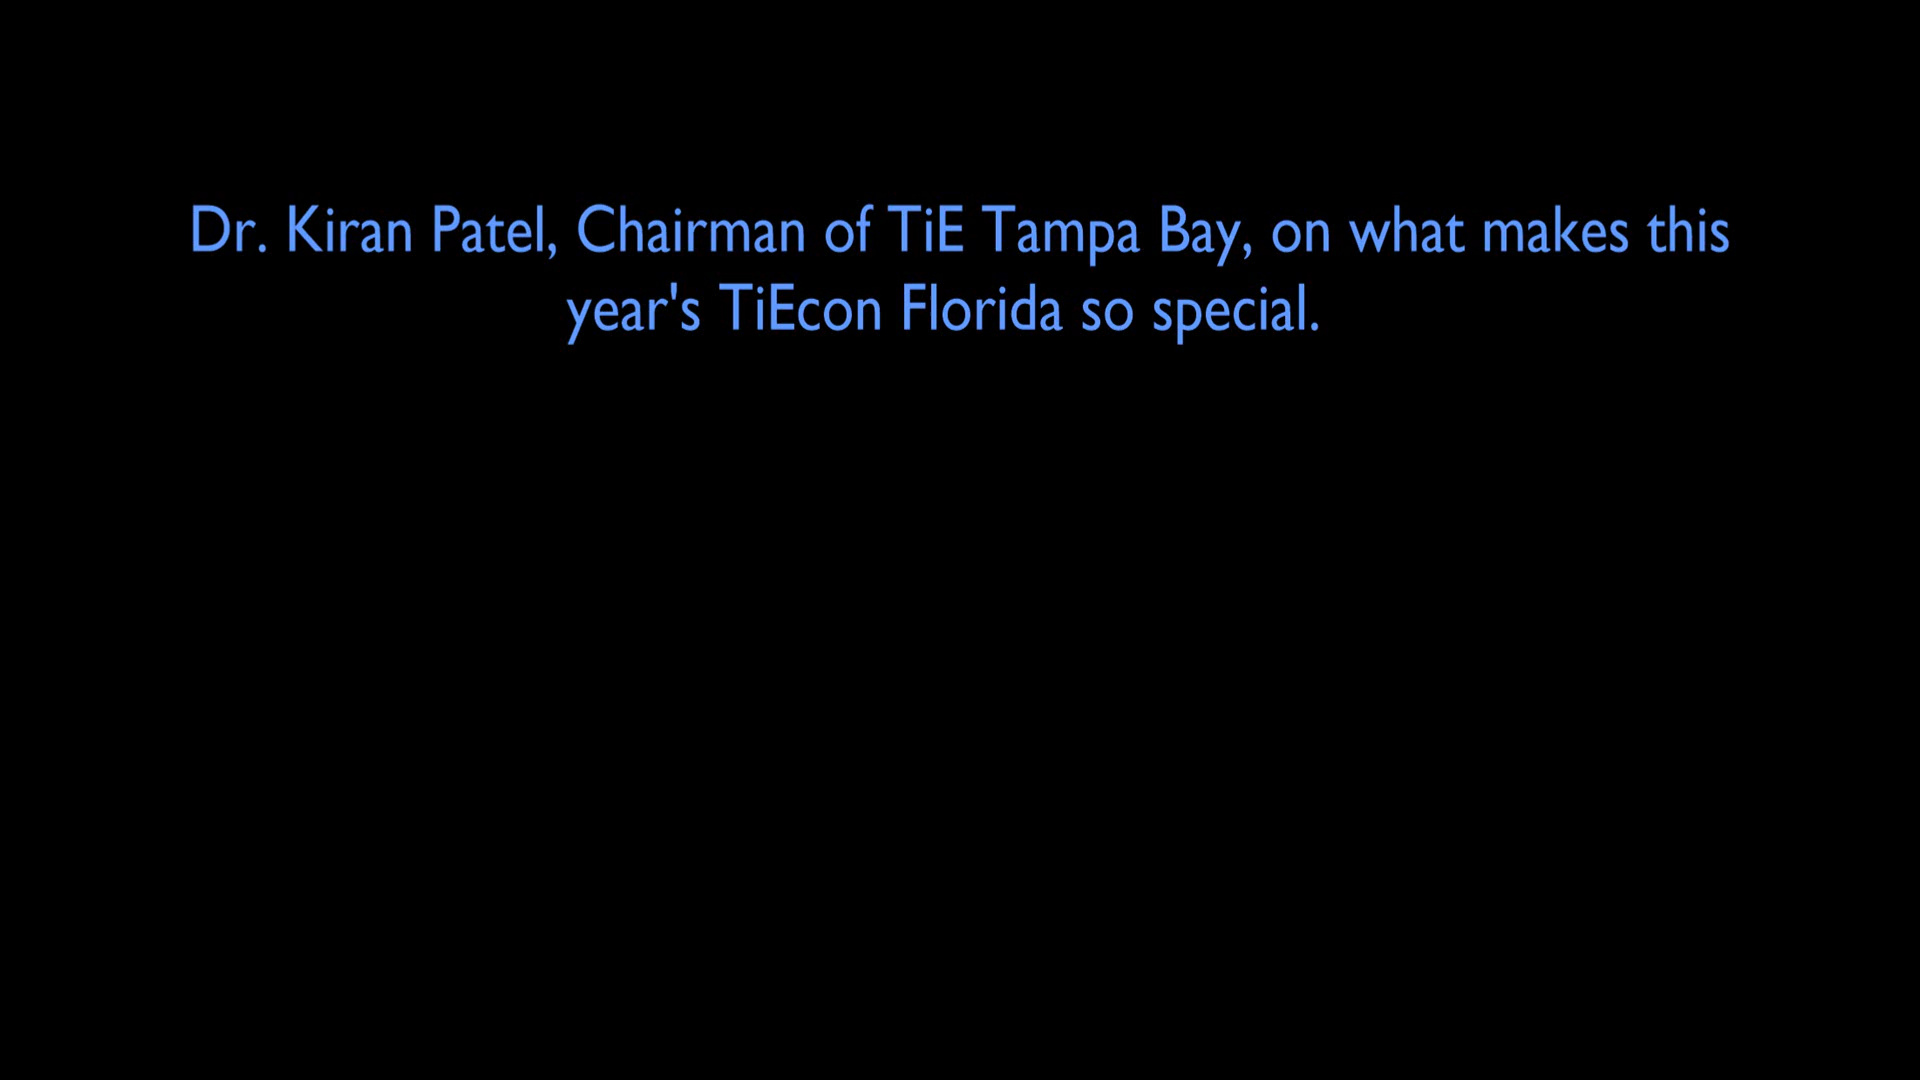 Dr. Kiran Patel, Chairman of TiE Tampa Bay, on what makes this
year's TiEcon Florida so special.